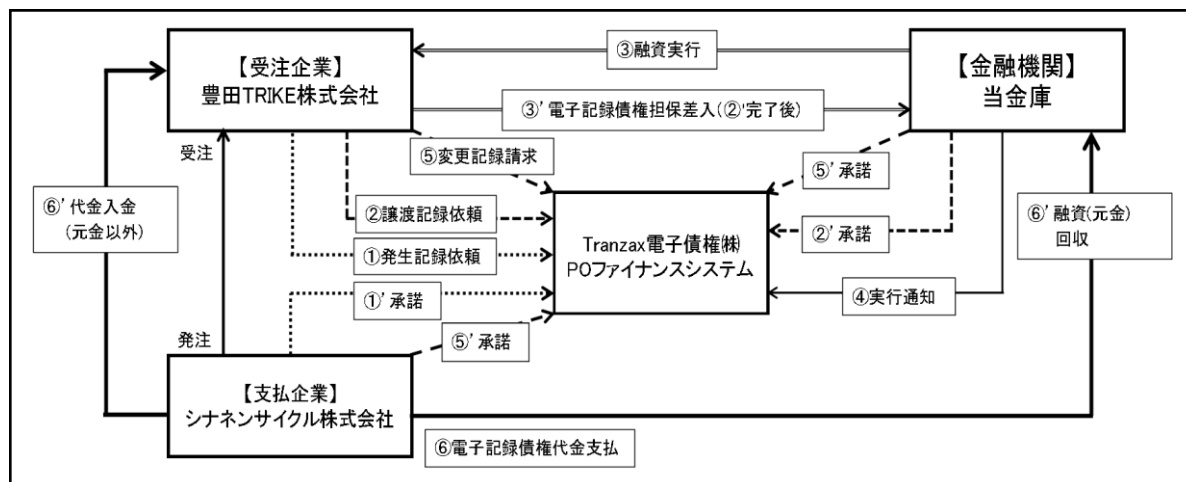 【受注企業】
豊田TRIKE株式会社
③融資実行
【金融機関】
当金庫
③’電子記録債権担保差入(②'完了後)
受注
⑤変更記録請求
⑤’承諾
⑥’代金入金
(元金以外)
②譲渡記録依頼
①発生記録依頼
①’承諾
Tranzax電子債権㈱
POファイナンスシステム
②’承諾
④実行通知
⑥’融資(元金)
回収
発注
⑤’承諾
【支払企業】
シナネンサイクル株式会社
⑥電子記録債権代金支払